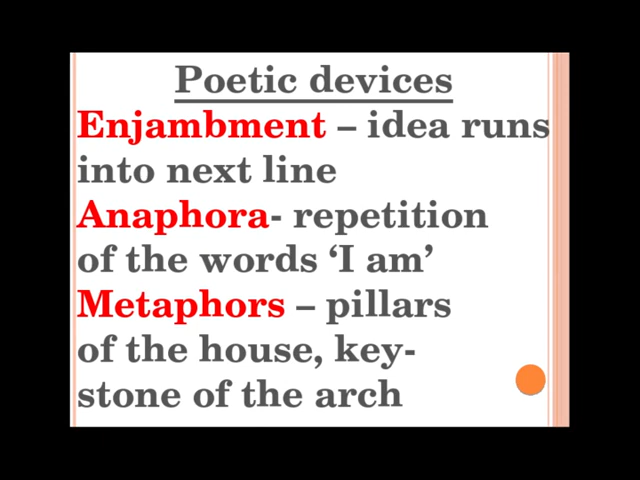 Poetic devices
Enjambment – idea runs
into next line
Anaphora- repetition
of the words ‘I am’
Metaphors – pillars
of the house, key-
stone of the arch